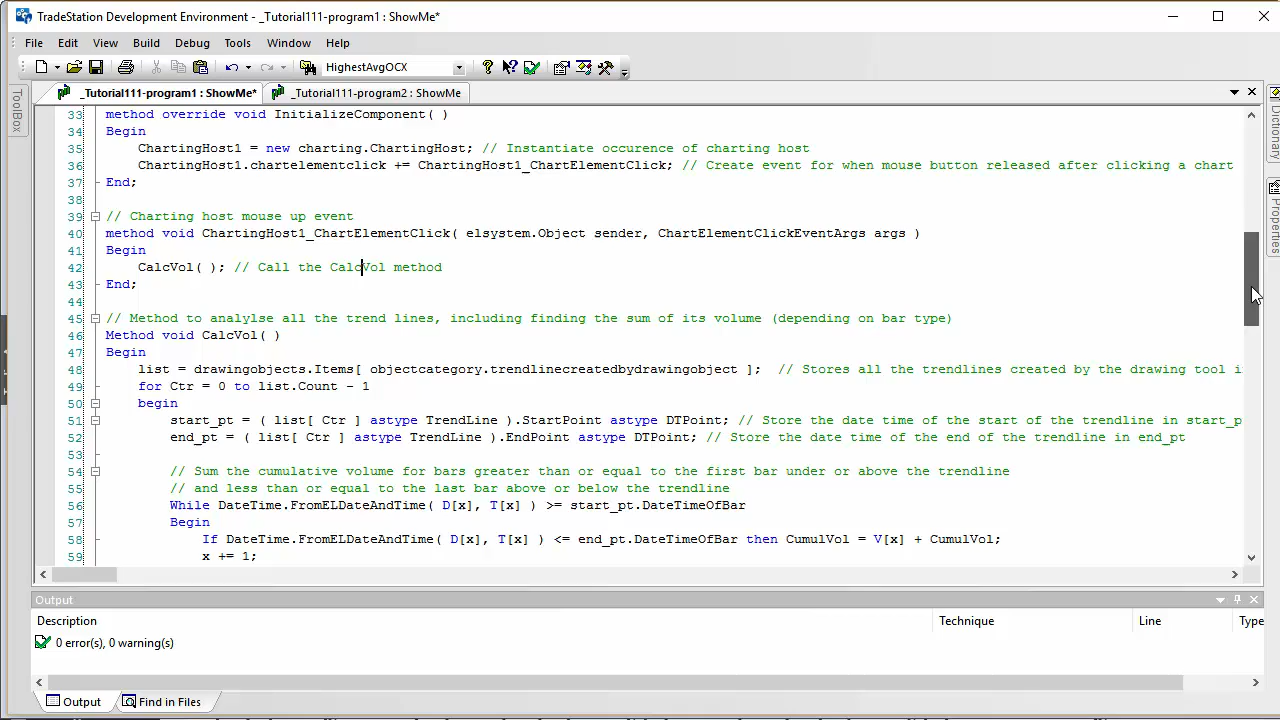 TradeStation Development Environment - _Tutorial111-program1 : ShowMe*
File Edit View Build Debug Tools Window Help
HighestAvgOCX
_Tutorial111-program1 : ShowMe* _Tutorial111-program2 : ShowMe
ToolBox
Dictionary
Properties
33 method override void InitializeComponent( )
34 Begin
35 ChartingHost1 = new charting.ChartingHost; // Instantiate occurence of charting host
36 ChartingHost1.chartelementclick += ChartingHost1_ChartElementClick; // Create event for when mouse button released after clicking a chart
37 End;
38
39 // Charting host mouse up event
40 method void ChartingHost1_ChartElementClick( elsystem.Object sender, ChartElementClickEventArgs args )
41 Begin
42 CalcVol( ); // Call the CalcVol method
43 End;
44
45 // Method to analylse all the trend lines, including finding the sum of its volume (depending on bar type)
46 Method void CalcVol( )
47 Begin
48 list = drawingobjects.Items[ objectcategory.trendlinecreatedbydrawingobject ]; // Stores all the trendlines created by the drawing tool i
49 for Ctr = 0 to list.Count - 1
50 begin
51 start_pt = ( list[ Ctr ] astype TrendLine ).StartPoint astype DTPoint; // Store the date time of the start of the trendline in start_p
52 end_pt = ( list[ Ctr ] astype TrendLine ).EndPoint astype DTPoint; // Store the date time of the end of the trendline in end_pt
53
54 // Sum the cumulative volume for bars greater than or equal to the first bar under or above the trendline
55 // and less than or equal to the last bar above or below the trendline
56 While DateTime.FromELDateAndTime( D[x], T[x] ) >= start_pt.DateTimeOfBar
57 Begin
58 If DateTime.FromELDateAndTime( D[x], T[x] ) <= end_pt.DateTimeOfBar then CumulVol = V[x] + CumulVol;
59 x += 1;
Output
Description Technique Line Type
0 error(s), 0 warning(s)
Output Find in Files